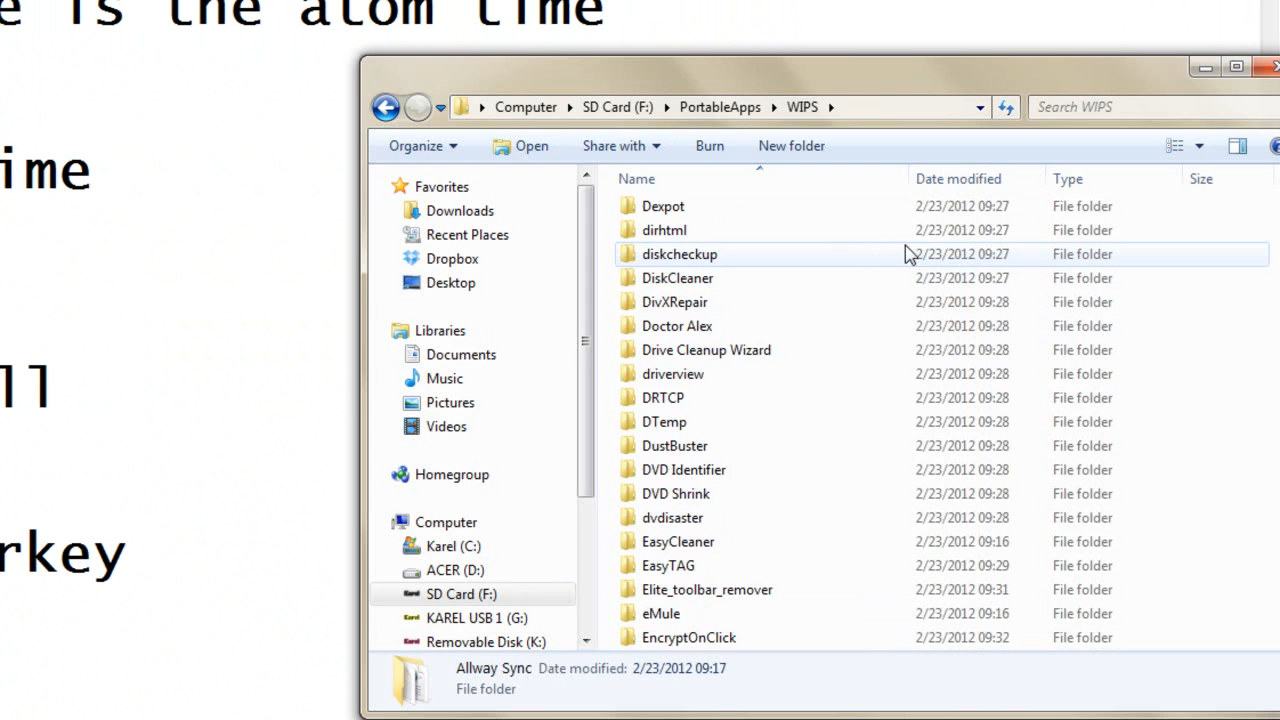 e is the atom time
ime
ll
rkey
Computer SD Card (F:) PortableApps WIPS Search WIPS
Organize Open Share with Burn New folder
Name Date modified Type Size
Favorites
Downloads
Recent Places
Dropbox
Desktop
Libraries
Documents
Music
Pictures
Videos
Homegroup
Computer
Karel (C:)
ACER (D:)
SD Card (F:)
KAREL USB 1 (G:)
Removable Disk (K:)
Dexpot 2/23/2012 09:27 File folder
dirhtml 2/23/2012 09:27 File folder
diskcheckup 2/23/2012 09:27 File folder
DiskCleaner 2/23/2012 09:27 File folder
DivXRepair 2/23/2012 09:28 File folder
Doctor Alex 2/23/2012 09:28 File folder
Drive Cleanup Wizard 2/23/2012 09:28 File folder
driverview 2/23/2012 09:28 File folder
DRTCP 2/23/2012 09:28 File folder
DTemp 2/23/2012 09:28 File folder
DustBuster 2/23/2012 09:28 File folder
DVD Identifier 2/23/2012 09:28 File folder
DVD Shrink 2/23/2012 09:28 File folder
dvdisaster 2/23/2012 09:28 File folder
EasyCleaner 2/23/2012 09:16 File folder
EasyTAG 2/23/2012 09:29 File folder
Elite_toolbar_remover 2/23/2012 09:31 File folder
eMule 2/23/2012 09:16 File folder
EncryptOnClick 2/23/2012 09:32 File folder
Allway Sync Date modified: 2/23/2012 09:17
File folder